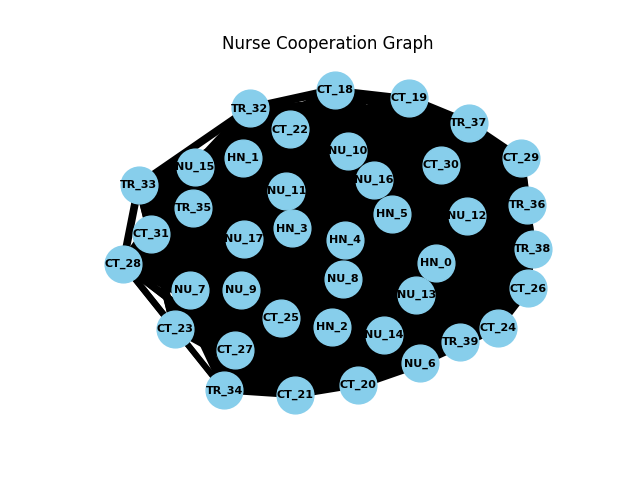 Nurse Cooperation Graph
CT_18
CT_19
TR_32
TR_37
CT_22
NU_10
HN_1
CT_29
CT_30
NU_15
NU_16
TR_33
NU_11
TR_36
TR_35
HN_5
NU_12
HN_3
CT_31
NU_17
HN_4
TR_38
CT_28
HN_0
NU_8
CT_26
NU_7
NU_9
NU_13
CT_25
HN_2
CT_24
CT_23
NU_14
TR_39
CT_27
NU_6
CT_20
TR_34
CT_21